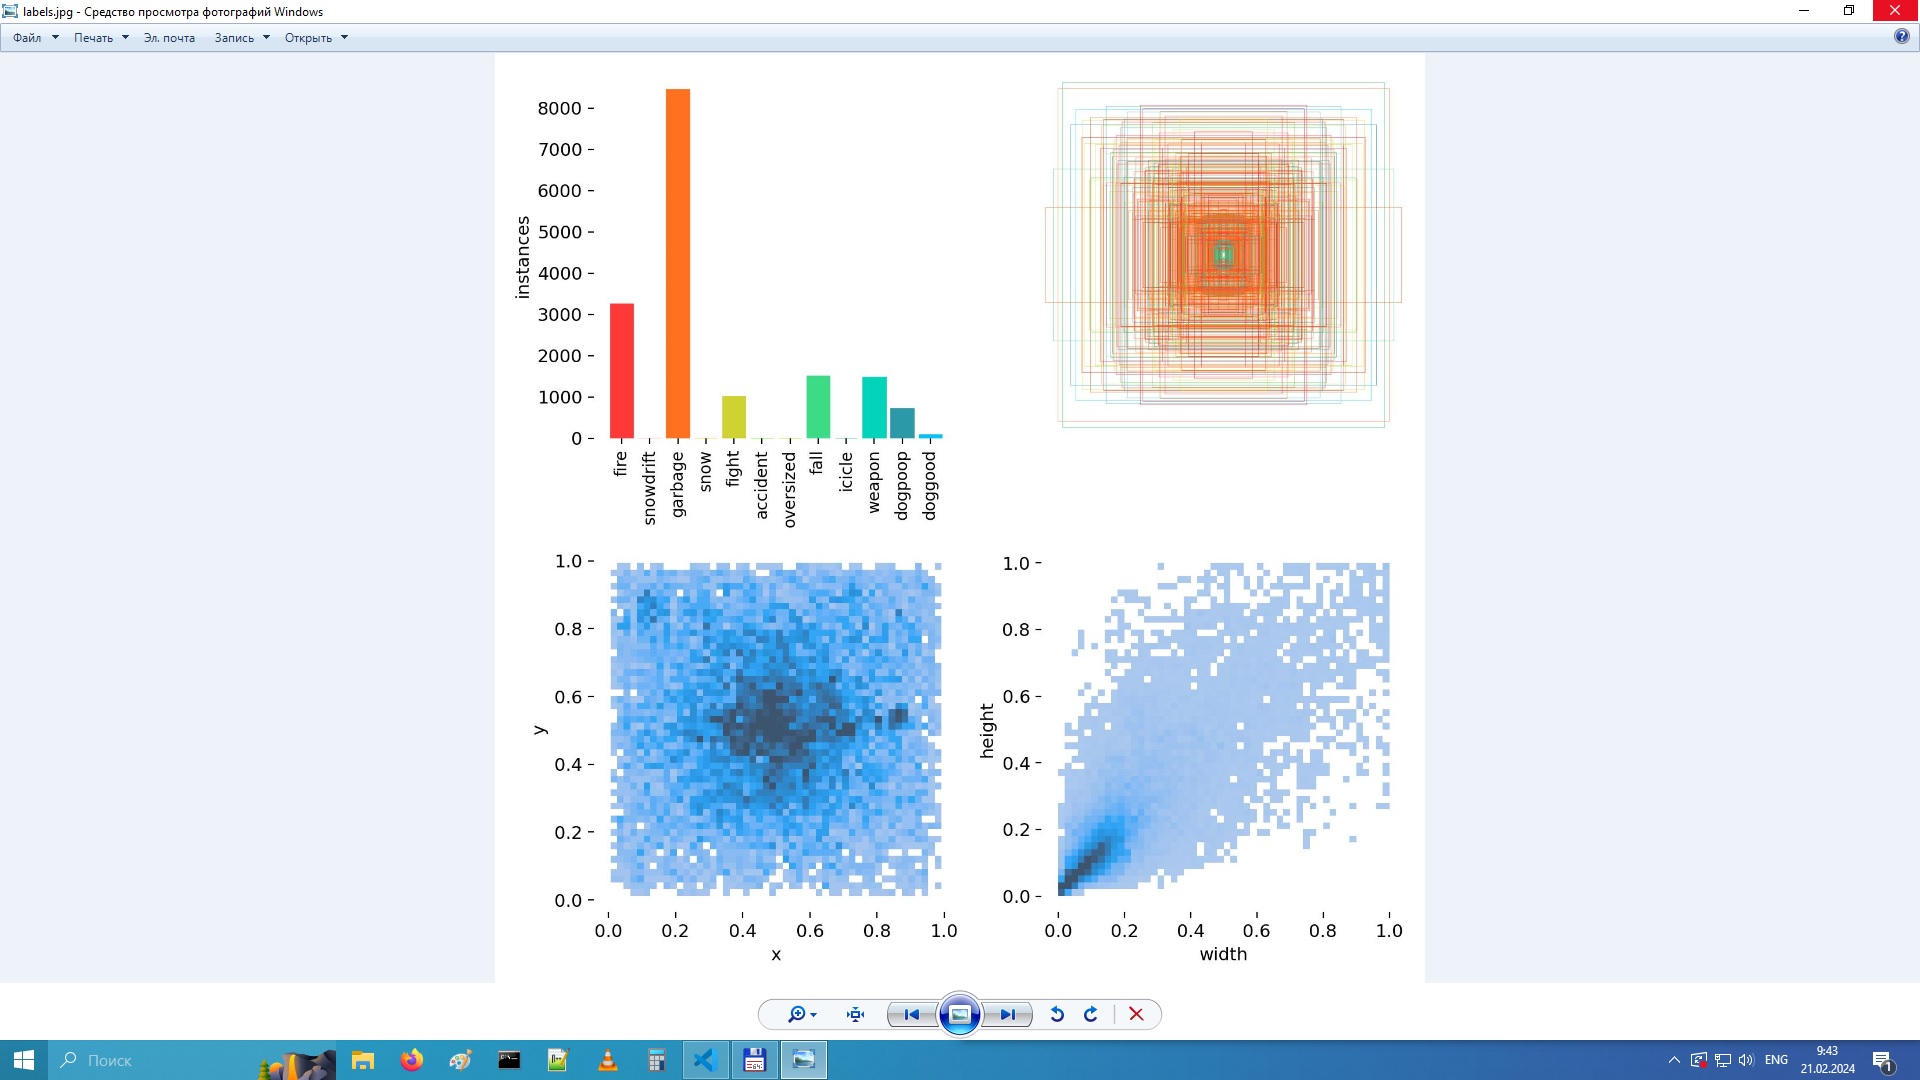 labels.jpg - Средство просмотра фотографий Windows
Файл Печать Эл. почта Запись Открыть
8000
7000
6000
5000
4000
3000
2000
1000
0
instances
fire
snowdrift
garbage
snow
fight
accident
oversized
fall
icicle
weapon
dogpoop
doggood
1.0
0.8
0.6
0.4
0.2
0.0
y
0.0 0.2 0.4 0.6 0.8 1.0
x
1.0
0.8
0.6
0.4
0.2
0.0
height
0.0 0.2 0.4 0.6 0.8 1.0
width
Поиск
ENG
9:43
21.02.2024
1